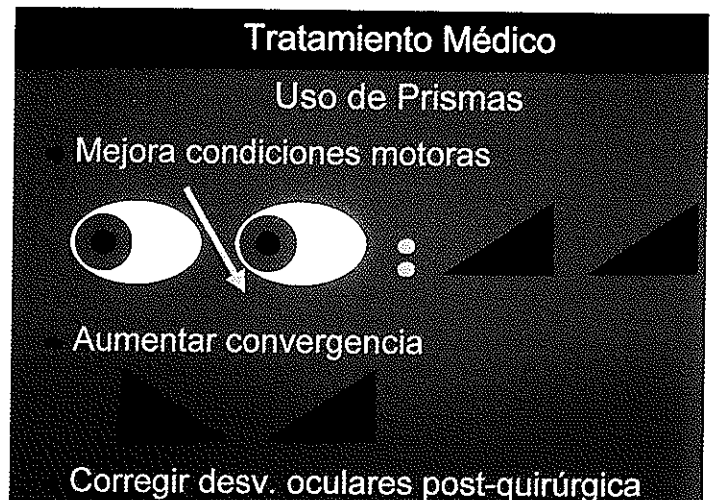 Tratamiento Médico
Uso de Prismas
Mejora condiciones motoras
Aumentar convergencia
Corregir desv. oculares post-quirúrgica